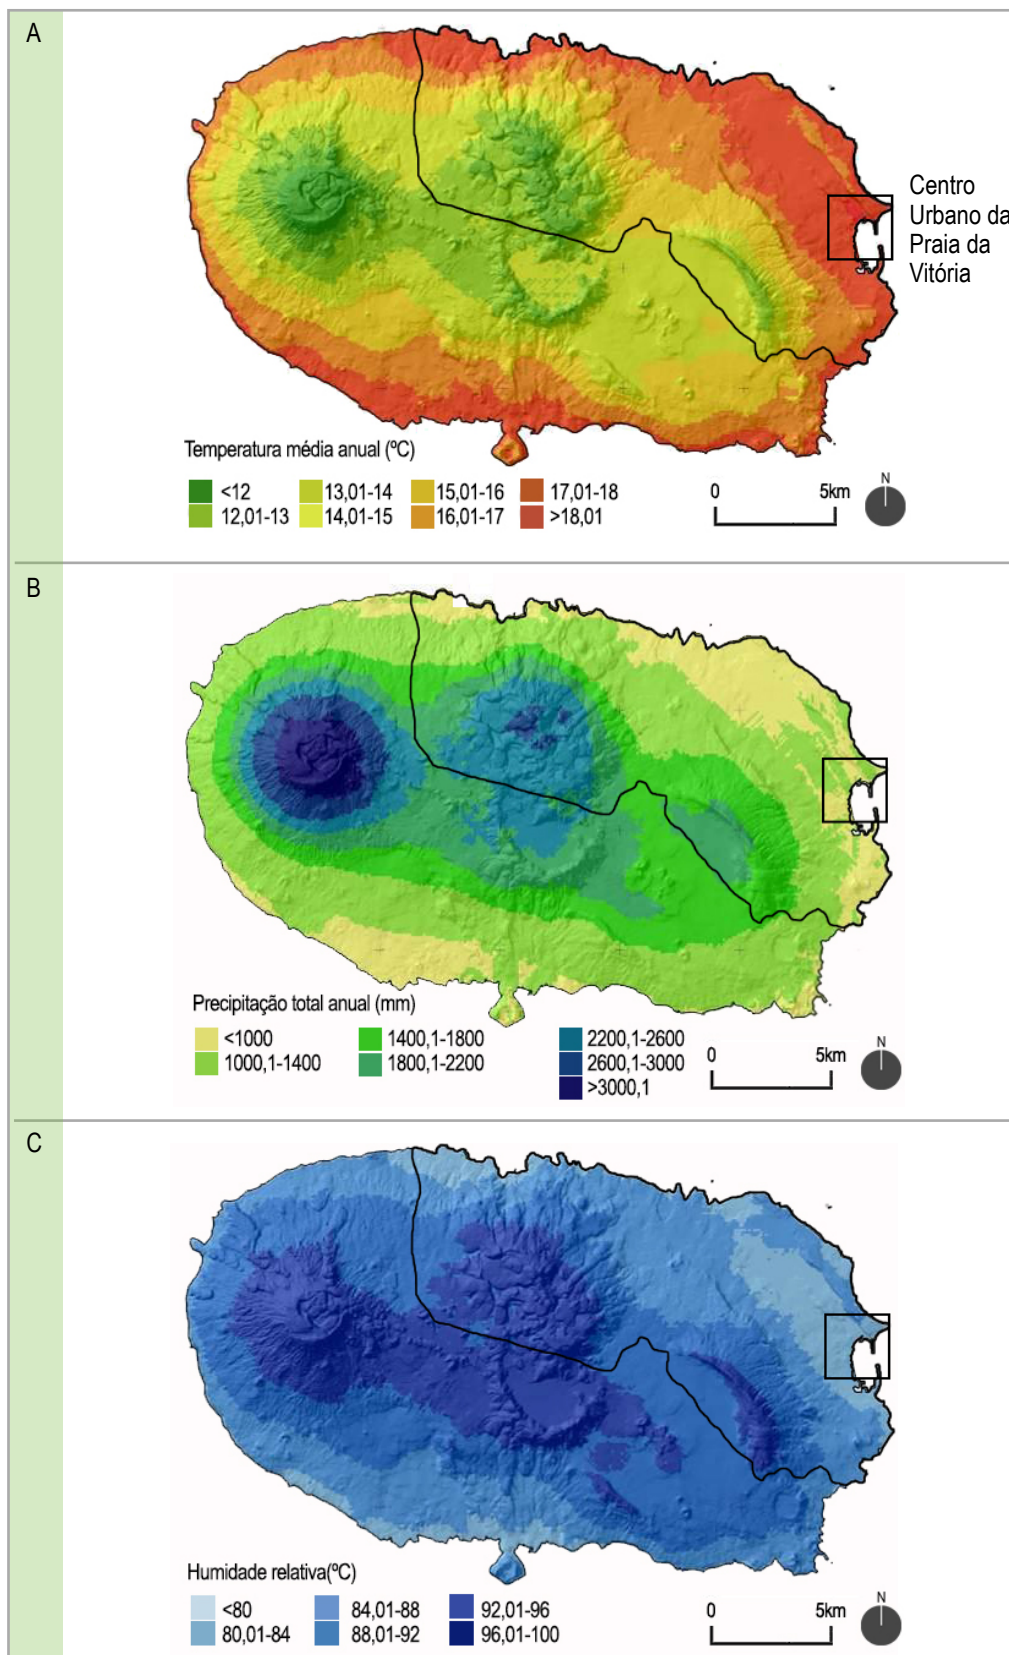 A
Centro
Urbano da
Praia da
Vitória
Temperatura média anual (ºC)
<12 13,01-14 15,01-16 17,01-18
12,01-13 14,01-15 16,01-17 >18,01
0 5km N
B
Precipitação total anual (mm)
<1000 1400,1-1800 2200,1-2600
1000,1-1400 1800,1-2200 2600,1-3000
>3000,1
0 5km N
C
Humidade relativa(ºC)
<80 84,01-88 92,01-96
80,01-84 88,01-92 96,01-100
0 5km N